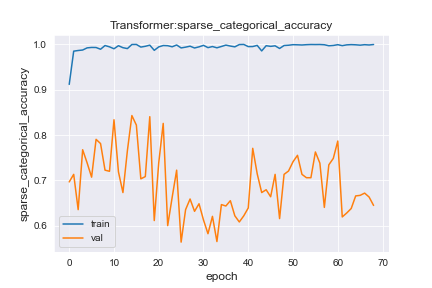 Transformer:sparse_categorical_accuracy
sparse_categorical_accuracy
1.0
0.9
0.8
0.7
0.6
train
val
0 10 20 30 40 50 60 70
epoch